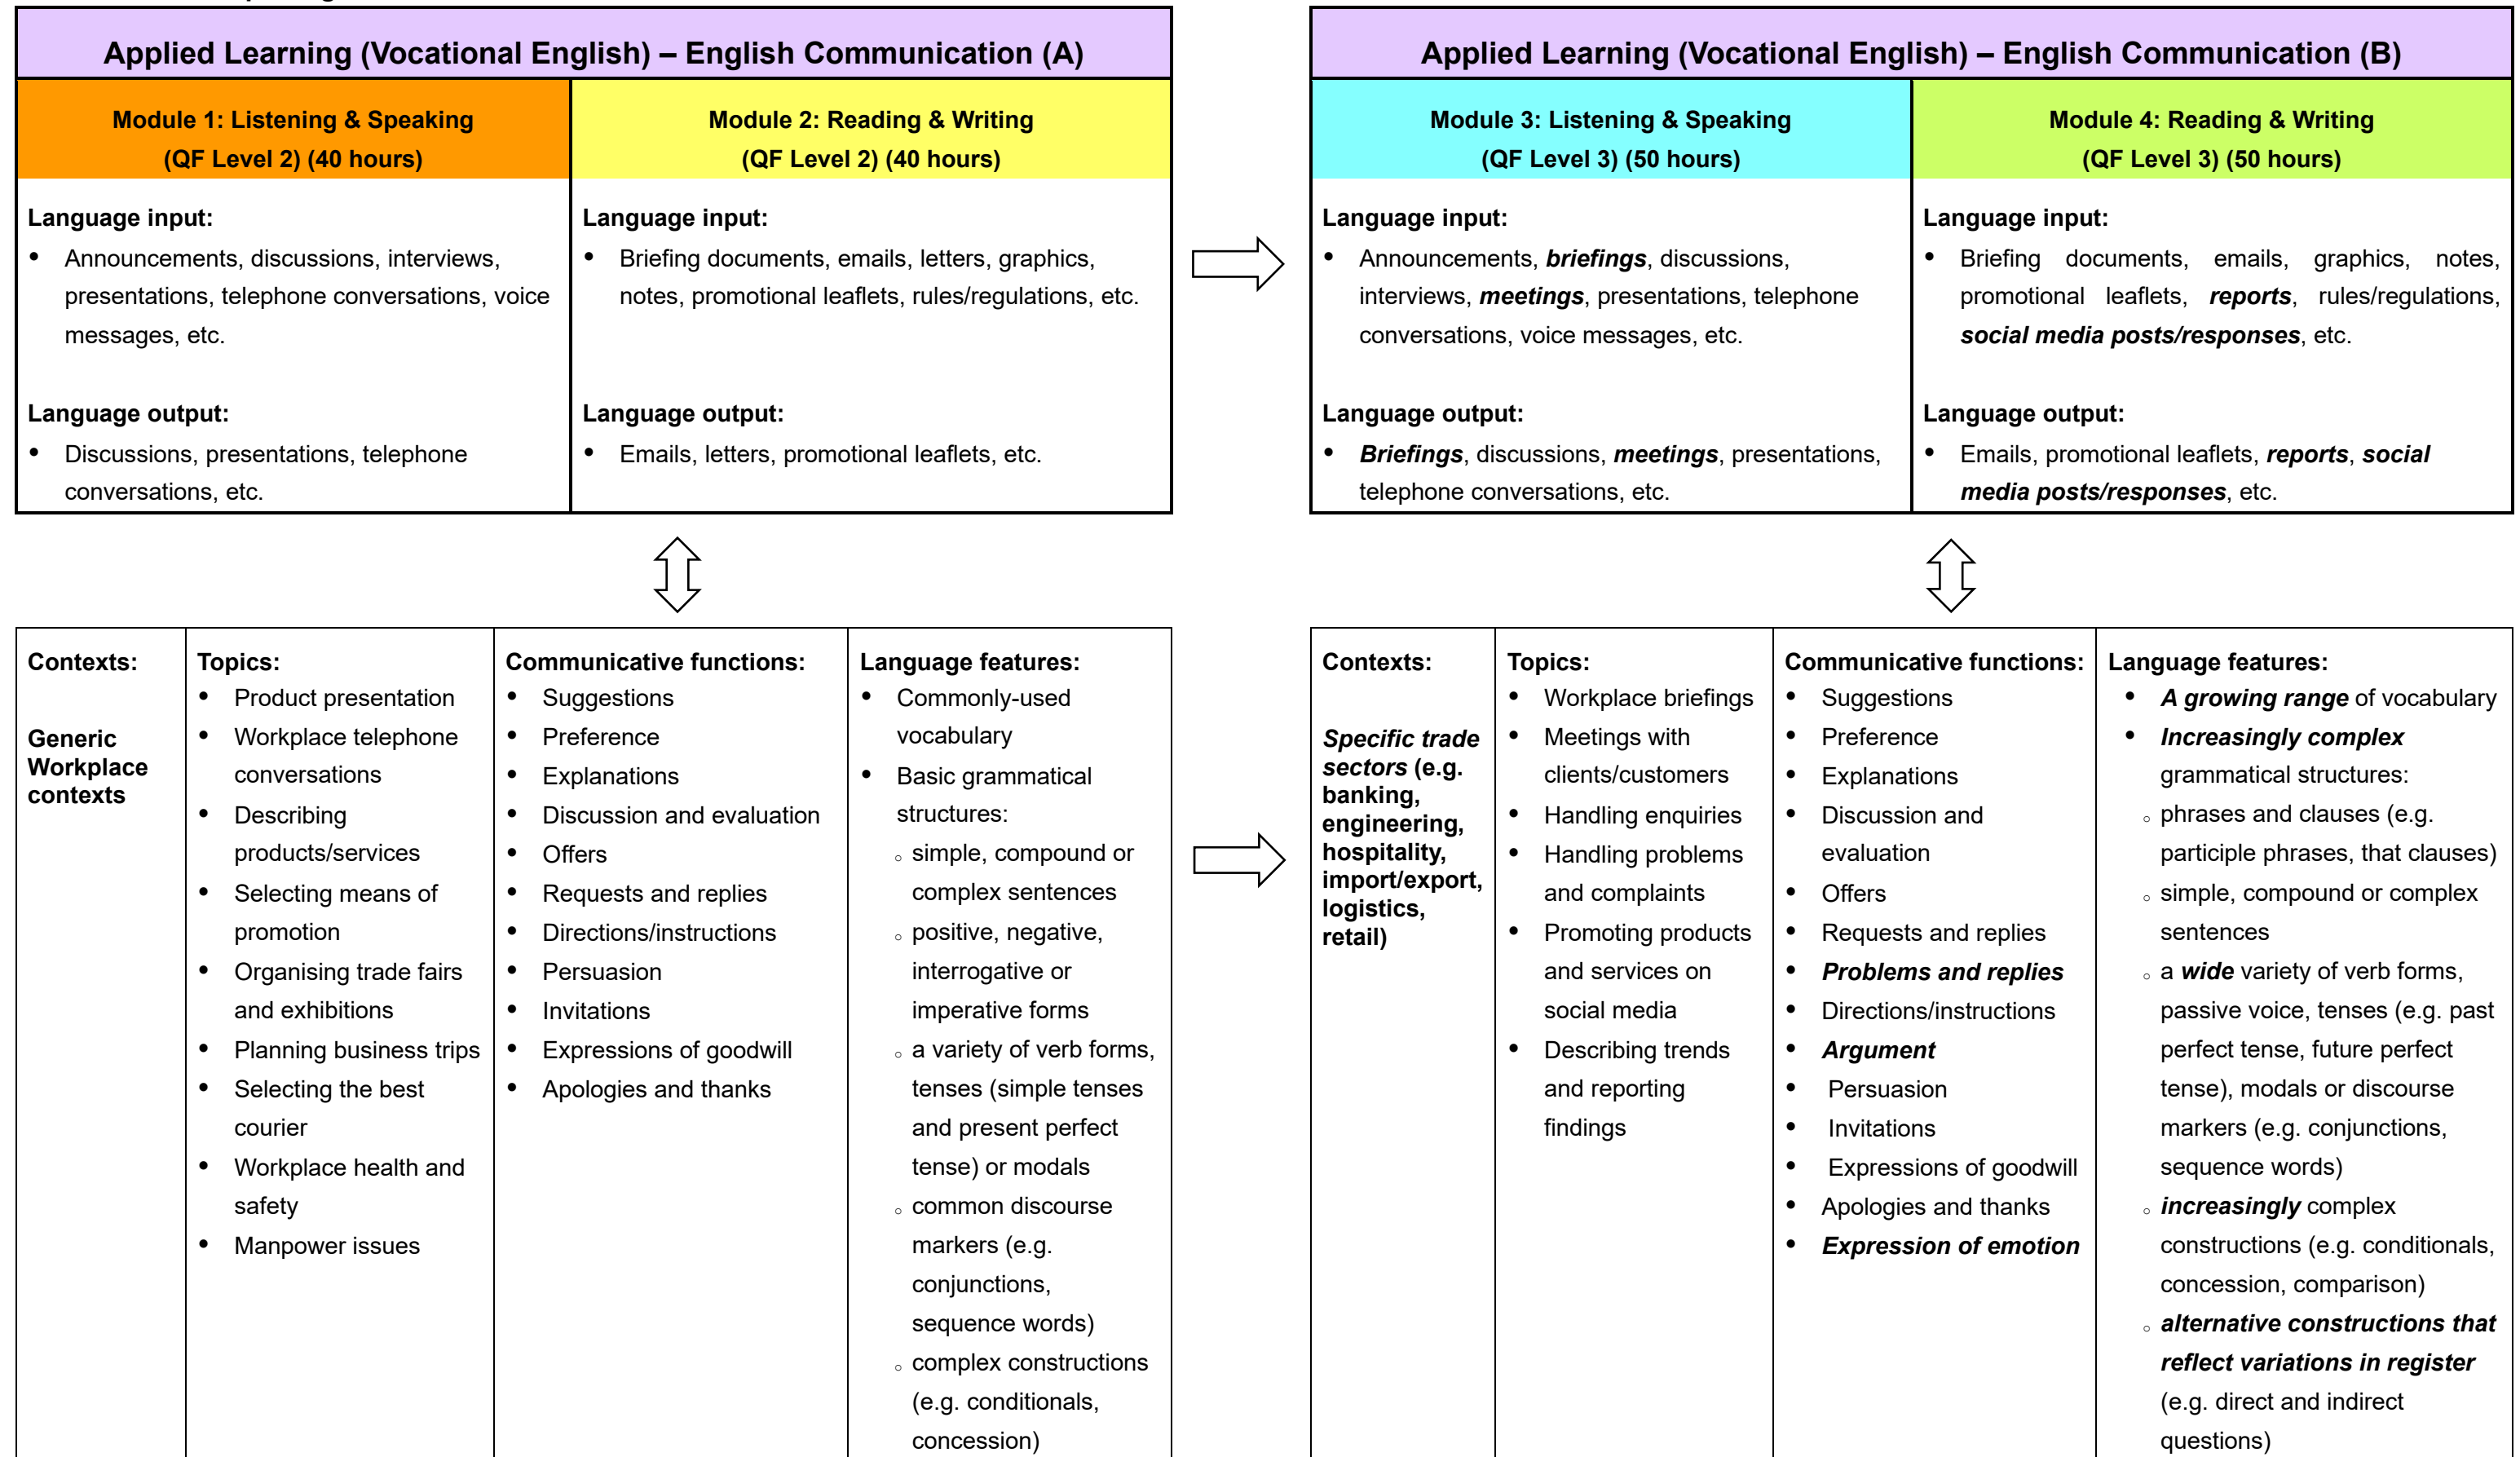 Applied Learning (Vocational English) – English Communication (A)
Module 1: Listening & Speaking
(QF Level 2) (40 hours)
Module 2: Reading & Writing
(QF Level 2) (40 hours)
Language input:
• Announcements, discussions, interviews,
presentations, telephone conversations, voice
messages, etc.
Language output:
• Discussions, presentations, telephone
conversations, etc.
Language input:
• Briefing documents, emails, letters, graphics,
notes, promotional leaflets, rules/regulations, etc.
Language output:
• Emails, letters, promotional leaflets, etc.
Applied Learning (Vocational English) – English Communication (B)
Module 3: Listening & Speaking
(QF Level 3) (50 hours)
Module 4: Reading & Writing
(QF Level 3) (50 hours)
Language input:
• Announcements, briefings, discussions,
interviews, meetings, presentations, telephone
conversations, voice messages, etc.
Language output:
• Briefings, discussions, meetings, presentations,
telephone conversations, etc.
Language input:
• Briefing documents, emails, graphics, notes,
promotional leaflets, reports, rules/regulations,
social media posts/responses, etc.
Language output:
• Emails, promotional leaflets, reports, social
media posts/responses, etc.
Contexts:
Generic
Workplace
contexts
Topics:
• Product presentation
• Workplace telephone
conversations
• Describing
products/services
• Selecting means of
promotion
• Organising trade fairs
and exhibitions
• Planning business trips
• Selecting the best
courier
• Workplace health and
safety
• Manpower issues
Communicative functions:
• Suggestions
• Preference
• Explanations
• Discussion and evaluation
• Offers
• Requests and replies
• Directions/instructions
• Persuasion
• Invitations
• Expressions of goodwill
• Apologies and thanks
Language features:
• Commonly-used
vocabulary
• Basic grammatical
structures:
○ simple, compound or
complex sentences
○ positive, negative,
interrogative or
imperative forms
○ a variety of verb forms,
tenses (simple tenses
and present perfect
tense) or modals
○ common discourse
markers (e.g.
conjunctions,
sequence words)
○ complex constructions
(e.g. conditionals,
concession)
Contexts:
Specific trade
sectors (e.g.
banking,
engineering,
hospitality,
import/export,
logistics,
retail)
Topics:
• Workplace briefings
• Meetings with
clients/customers
• Handling enquiries
• Handling problems
and complaints
• Promoting products
and services on
social media
• Describing trends
and reporting
findings
Communicative functions:
• Suggestions
• Preference
• Explanations
• Discussion and
evaluation
• Offers
• Requests and replies
• Problems and replies
• Directions/instructions
• Argument
• Persuasion
• Invitations
• Expressions of goodwill
• Apologies and thanks
• Expression of emotion
Language features:
• A growing range of vocabulary
• Increasingly complex
grammatical structures:
○ phrases and clauses (e.g.
participle phrases, that clauses)
○ simple, compound or complex
sentences
○ a wide variety of verb forms,
passive voice, tenses (e.g. past
perfect tense, future perfect
tense), modals or discourse
markers (e.g. conjunctions,
sequence words)
○ increasingly complex
constructions (e.g. conditionals,
concession, comparison)
○ alternative constructions that
reflect variations in register
(e.g. direct and indirect
questions)